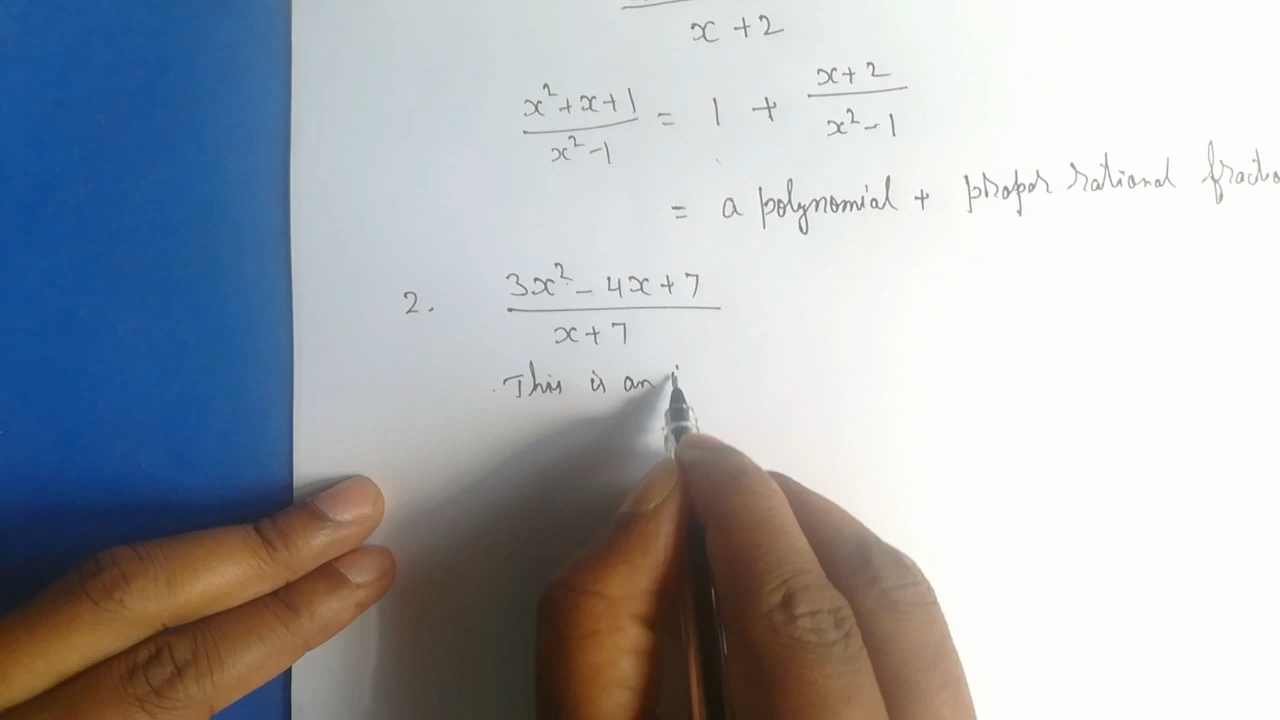 x + 2
x² + x + 1 / x² - 1 = 1 + x + 2 / x² - 1
= a polynomial + proper rational
2. 3x² - 4x + 7 / x + 7
This is an i